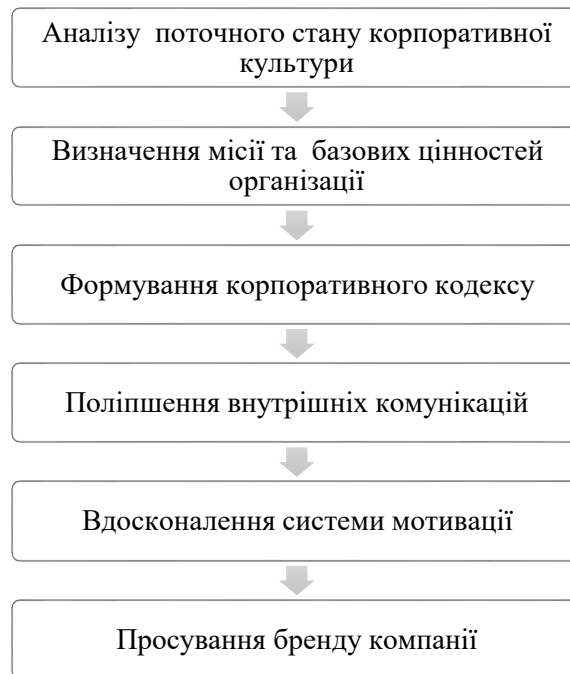 Аналізу  поточного стану корпоративної
культури
Визначення місії та  базових цінностей
організації
Формування корпоративного кодексу
Поліпшення внутрішніх комунікацій
Вдосконалення системи мотивації
Просування бренду компанії